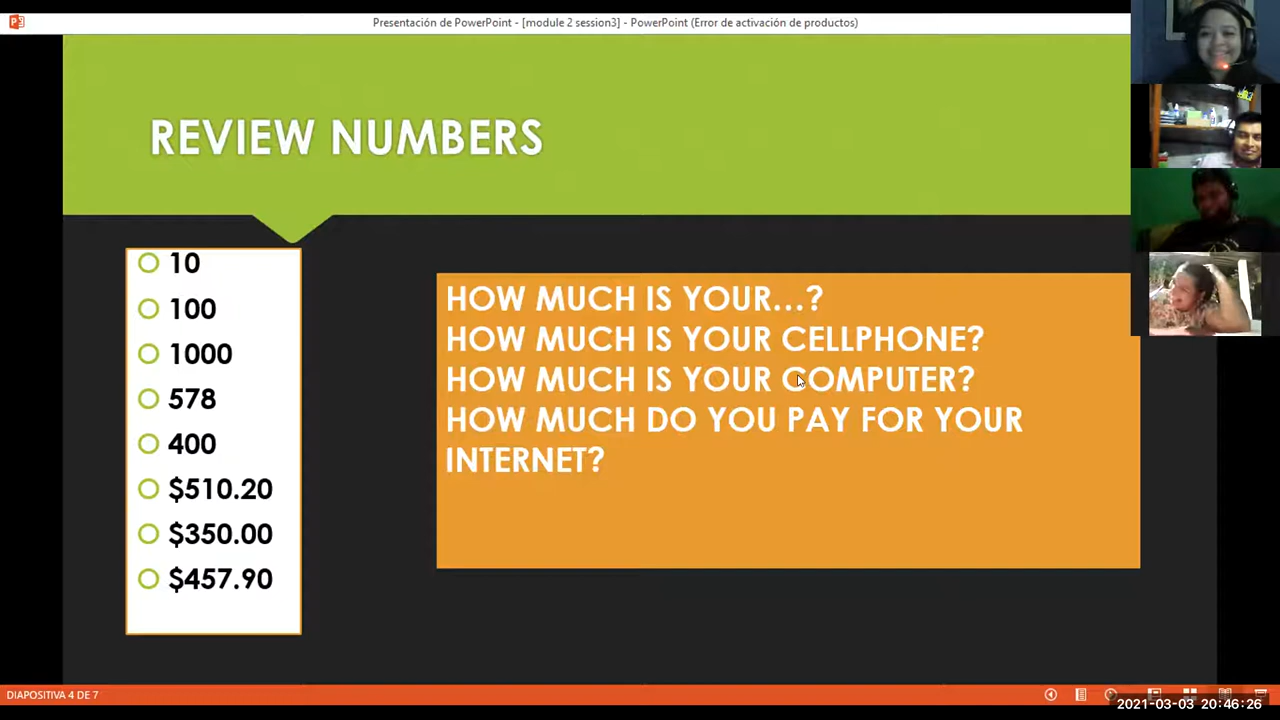 Presentación de PowerPoint - [module 2 session3] - PowerPoint (Error de activación de productos)
REVIEW NUMBERS
10
100
1000
578
400
$510.20
$350.00
$457.90
HOW MUCH IS YOUR...?
HOW MUCH IS YOUR CELLPHONE?
HOW MUCH IS YOUR COMPUTER?
HOW MUCH DO YOU PAY FOR YOUR
INTERNET?
DIAPOSITIVA 4 DE 7
2021-03-03 20:46:26